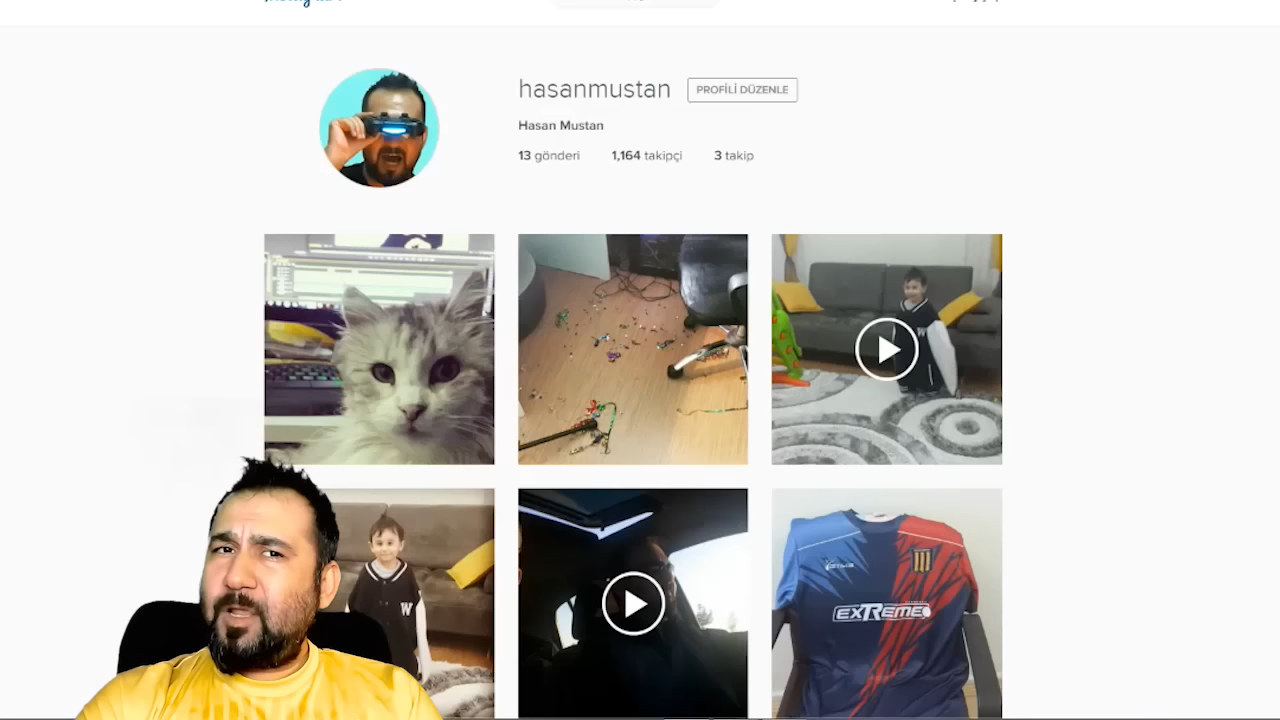 hasanmustan PROFİLİ DÜZENLE
Hasan Mustan
13 gönderi 1,164 takipçi 3 takip
W
W
EXTREME